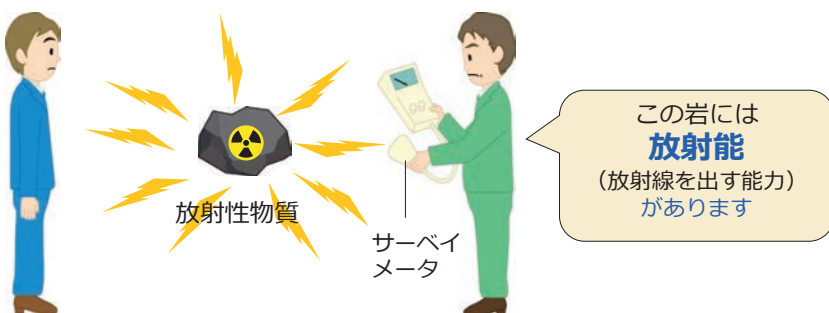 放射性物質
サーベイ
メータ
この岩には
放射能
（放射線を出す能力）
があります